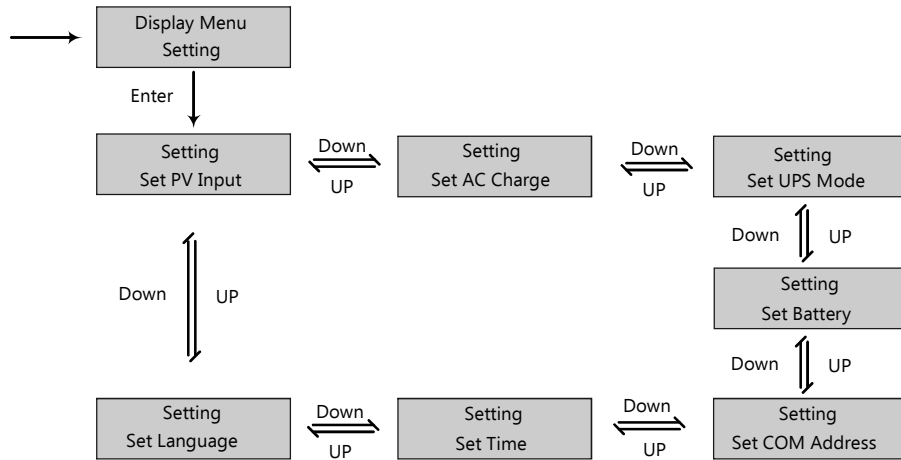 Display Menu
Setting
Enter
Setting
Set PV Input
Down
UP
Setting
Set AC Charge
Down
UP
Setting
Set UPS Mode
Down
UP
Down
UP
Setting
Set Battery
Down
UP
Setting
Set Language
Down
UP
Setting
Set Time
Down
UP
Setting
Set COM Address